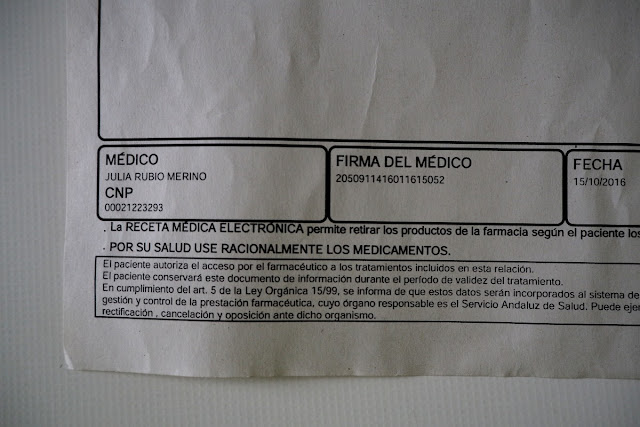 MÉDICO
JULIA RUBIO MERINO
CNP
00021223293
FIRMA DEL MÉDICO
2050911416011615052
FECHA
15/10/2016
. La RECETA MÉDICA ELECTRÓNICA permite retirar los productos de la farmacia según el paciente los
. POR SU SALUD USE RACIONALMENTE LOS MEDICAMENTOS.
El paciente autoriza el acceso por el farmacéutico a los tratamientos incluidos en esta relación.
El paciente conservará este documento de información durante el período de validez del tratamiento.
En cumplimiento del art. 5 de la Ley Orgánica 15/99, se informa de que estos datos serán incorporados al sistema de
gestión y control de la prestación farmacéutica, cuyo órgano responsable es el Servicio Andaluz de Salud. Puede ejer
rectificación , cancelación y oposición ante dicho organismo.